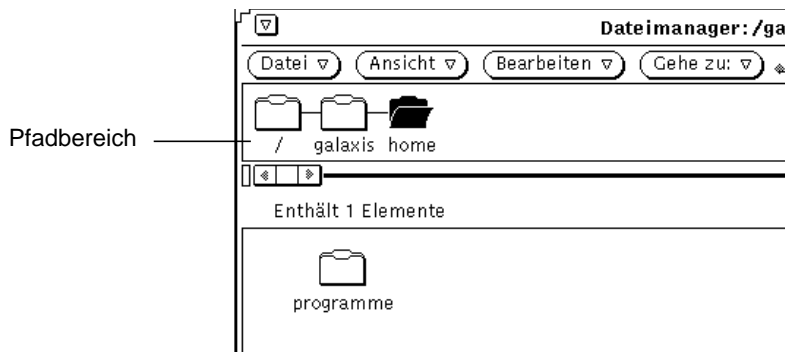 Dateimanager: /ga
Datei Ansicht Bearbeiten Gehe zu:
Pfadbereich
/ galaxis home
Enthält 1 Elemente
programme